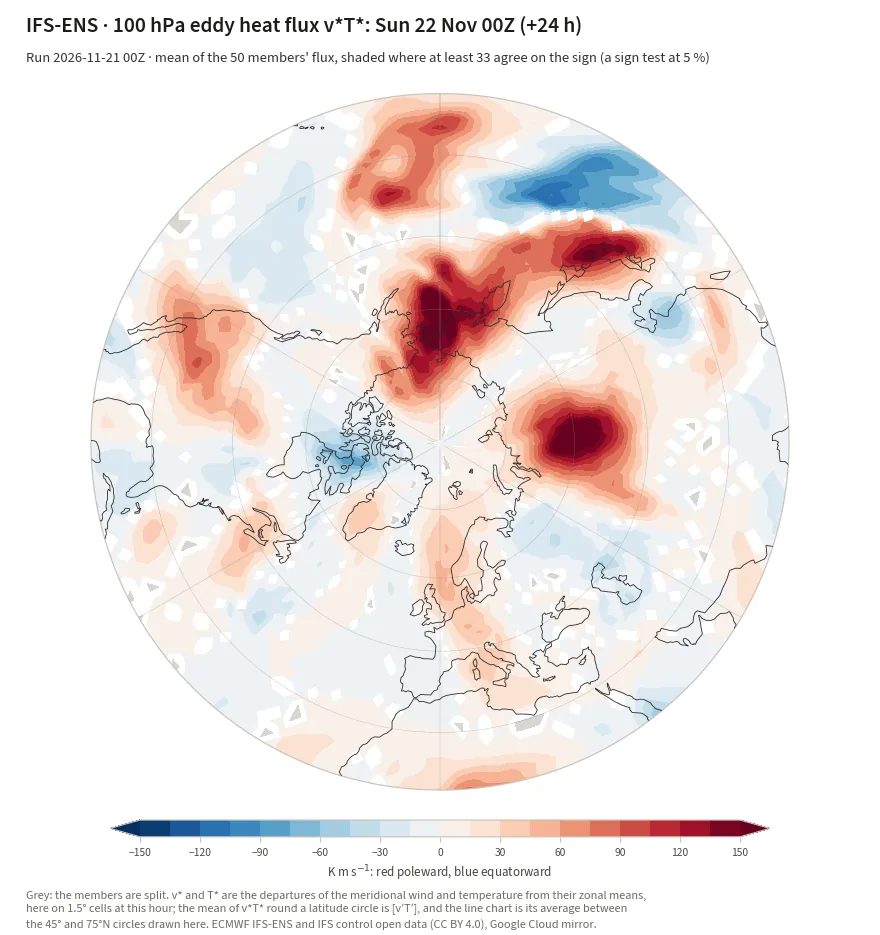 IFS-ENS · 100 hPa eddy heat flux v*T*: Sun 22 Nov 00Z (+24 h)
Run 2026-11-21 00Z · mean of the 50 members' flux, shaded where at least 33 agree on the sign (a sign test at 5 %)
−150 −120 −90 −60 −30 0 30 60 90 120 150
K m s⁻¹: red poleward, blue equatorward
Grey: the members are split. v* and T* are the departures of the meridional wind and temperature from their zonal means,
here on 1.5° cells at this hour; the mean of v*T* round a latitude circle is [v′T′], and the line chart is its average between
the 45° and 75°N circles drawn here. ECMWF IFS-ENS and IFS control open data (CC BY 4.0), Google Cloud mirror.